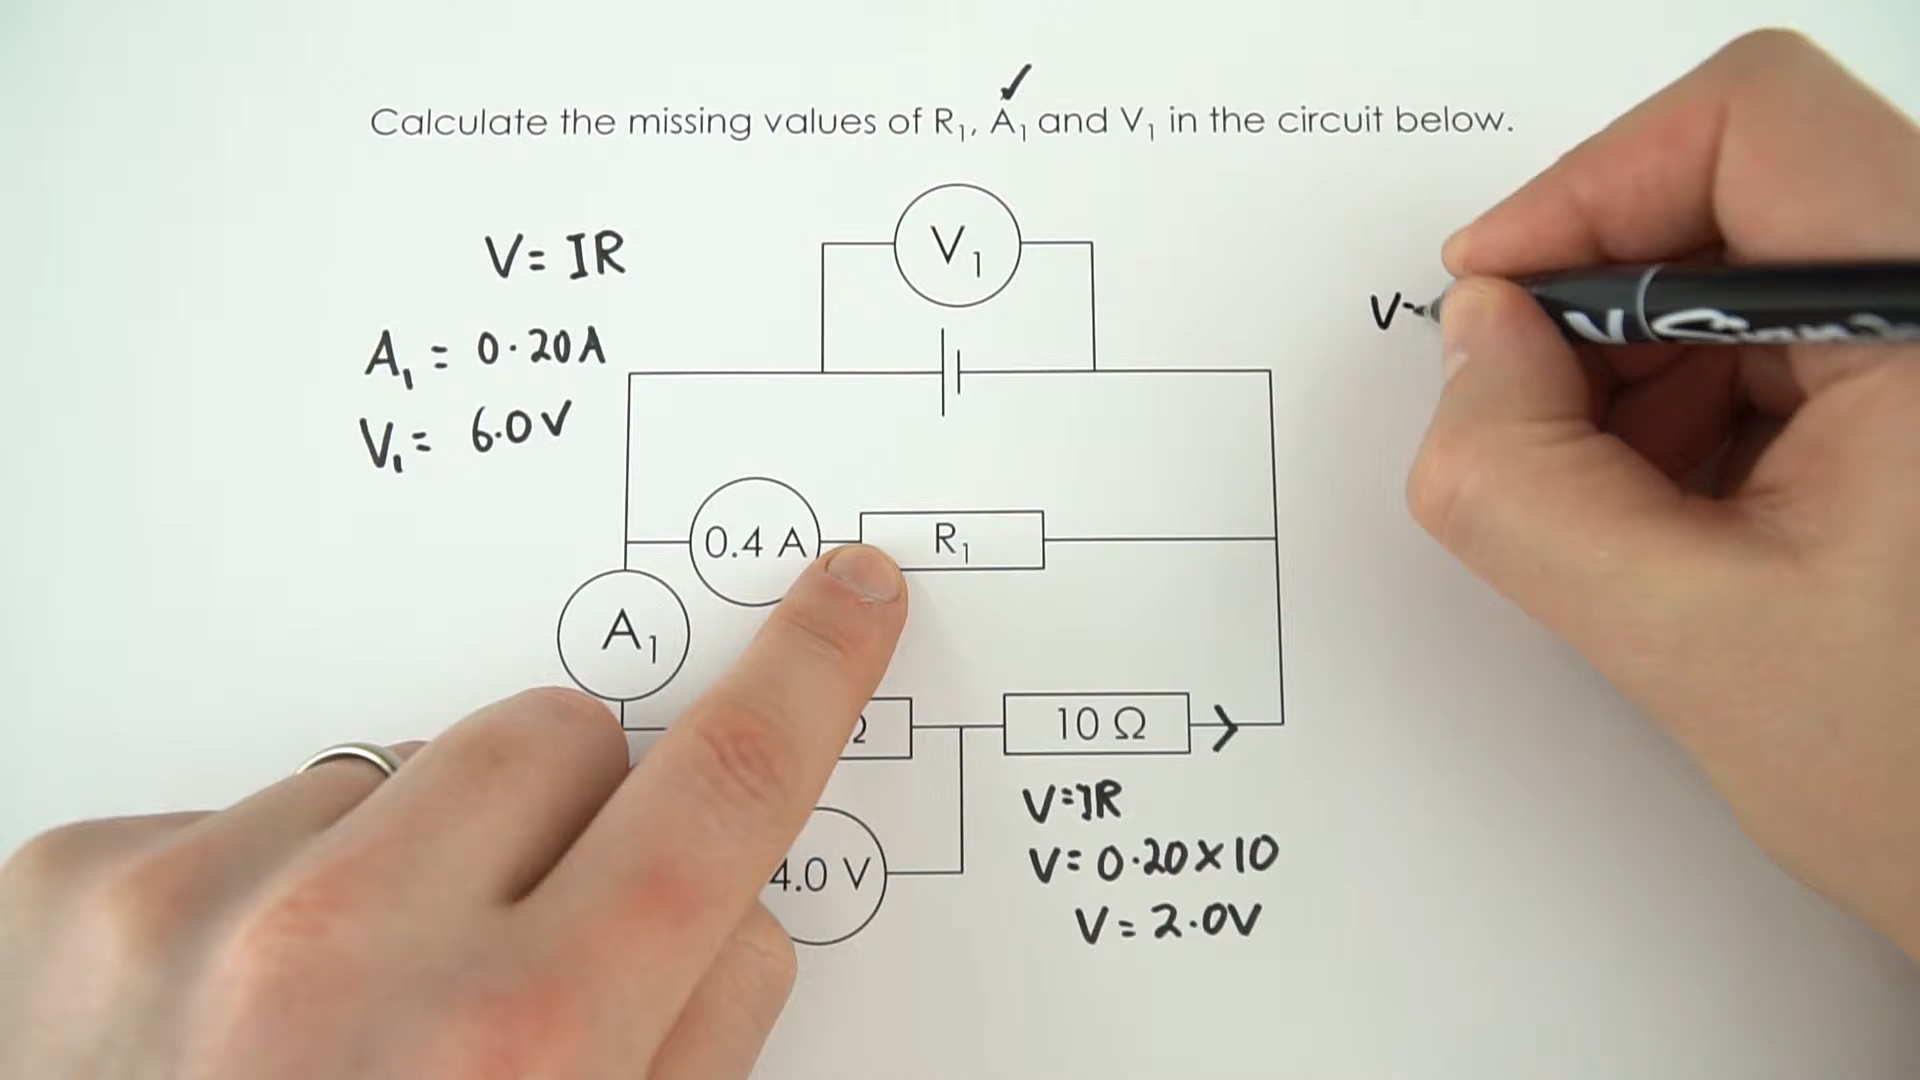 Calculate the missing values of R₁, A₁ and V₁ in the circuit below.
V₁
V = IR
A₁ = 0.20A
V₁ = 6.0V
V
0.4 A
R₁
A₁
10 Ω
4.0 V
V = IR
V = 0.20 × 10
V = 2.0V